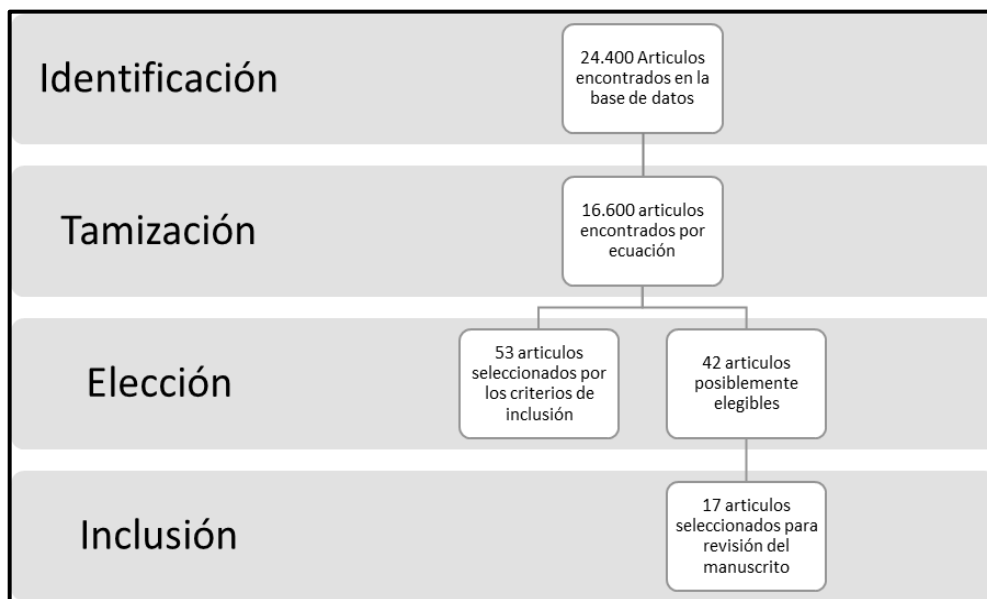 Identificación
24.400 Articulos
encontrados en la
base de datos
Tamización
16.600 articulos
encontrados por
ecuación
Elección
53 articulos
seleccionados por
los criterios de
inclusión
42 articulos
posiblemente
elegibles
Inclusión
17 articulos
seleccionados para
revisión del
manuscrito